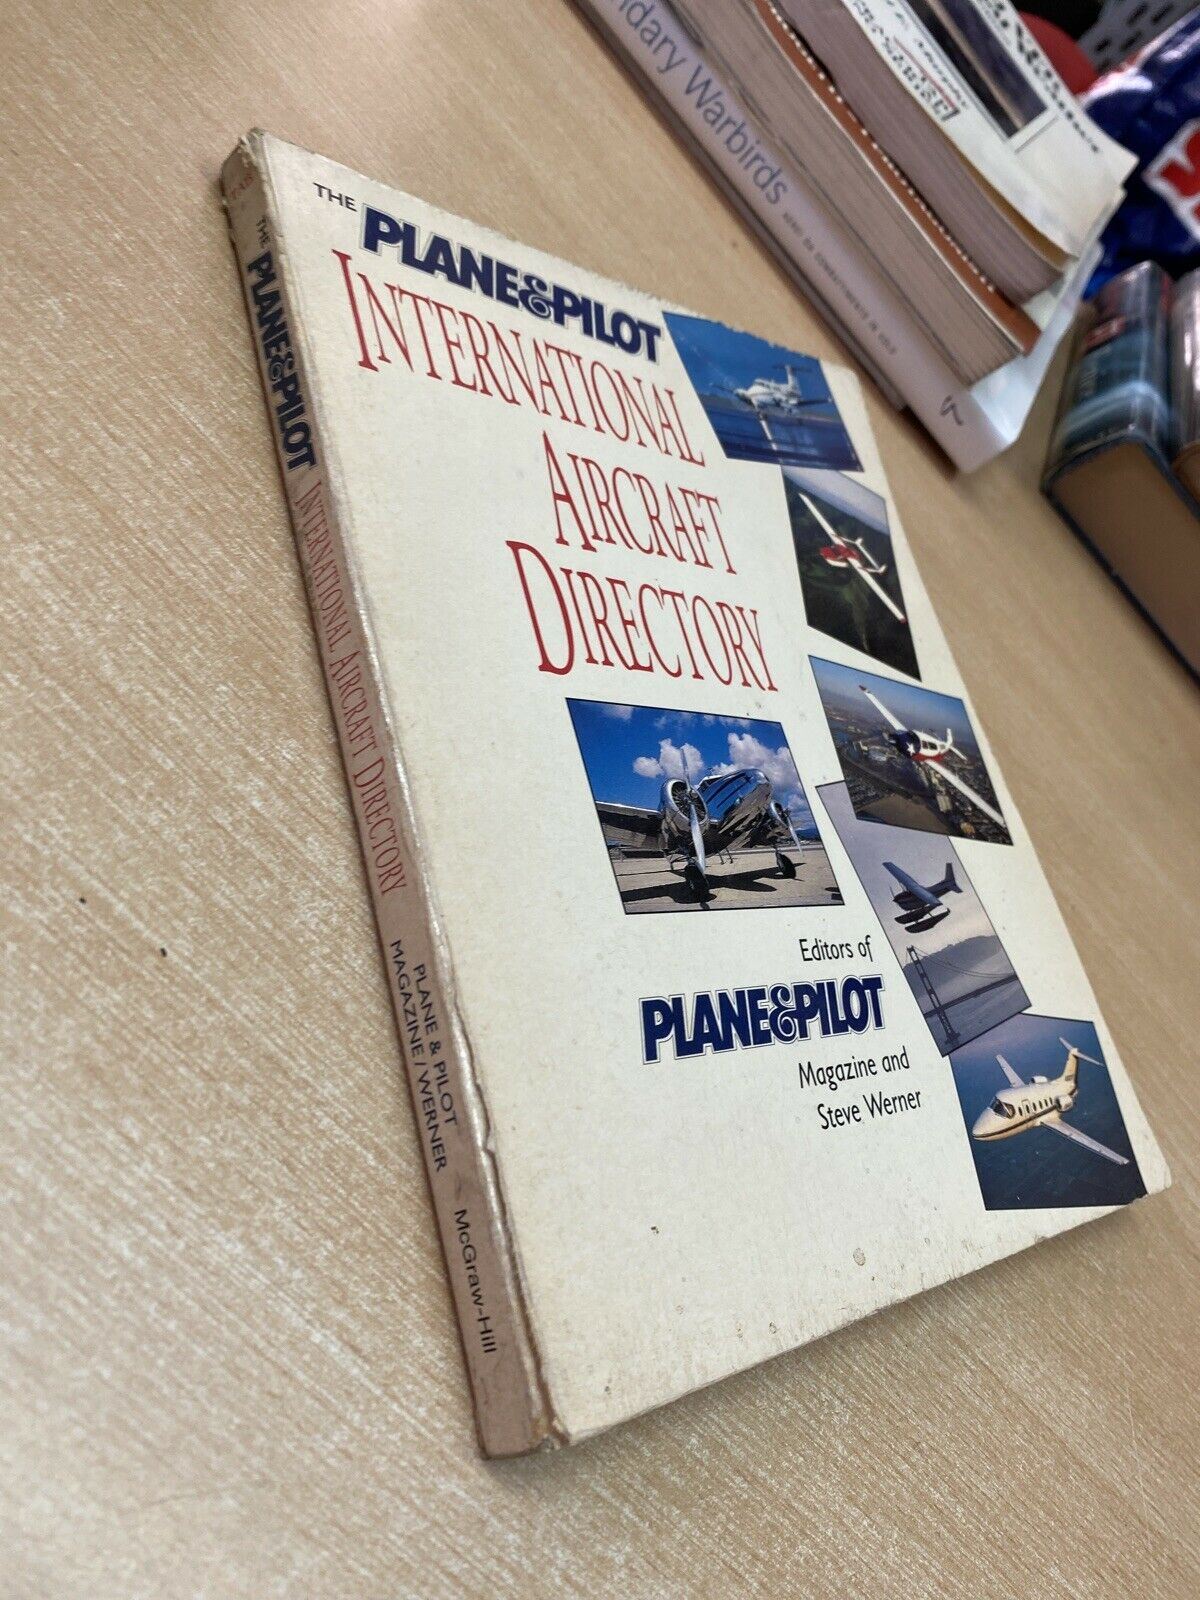 THE
PLANE & PILOT
INTERNATIONAL
AIRCRAFT
DIRECTORY
Editors of
PLANE & PILOT
Magazine and
Steve Werner
THE
PLANE & PILOT
INTERNATIONAL AIRCRAFT DIRECTORY
PLANE & PILOT
MAGAZINE / WERNER
McGraw-Hill
Warbirds